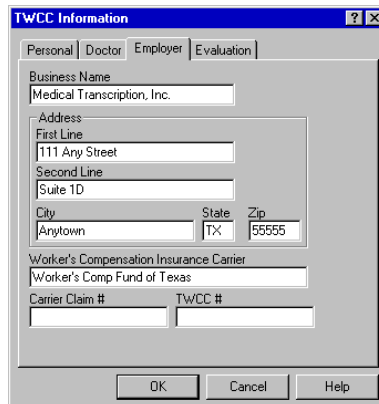 TWCC Information
Personal Doctor Employer Evaluation
Business Name
Medical Transcription, Inc.
Address
First Line
111 Any Street
Second Line
Suite 1D
City State Zip
Anytown TX 55555
Worker's Compensation Insurance Carrier
Worker's Comp Fund of Texas
Carrier Claim # TWCC #
OK Cancel Help